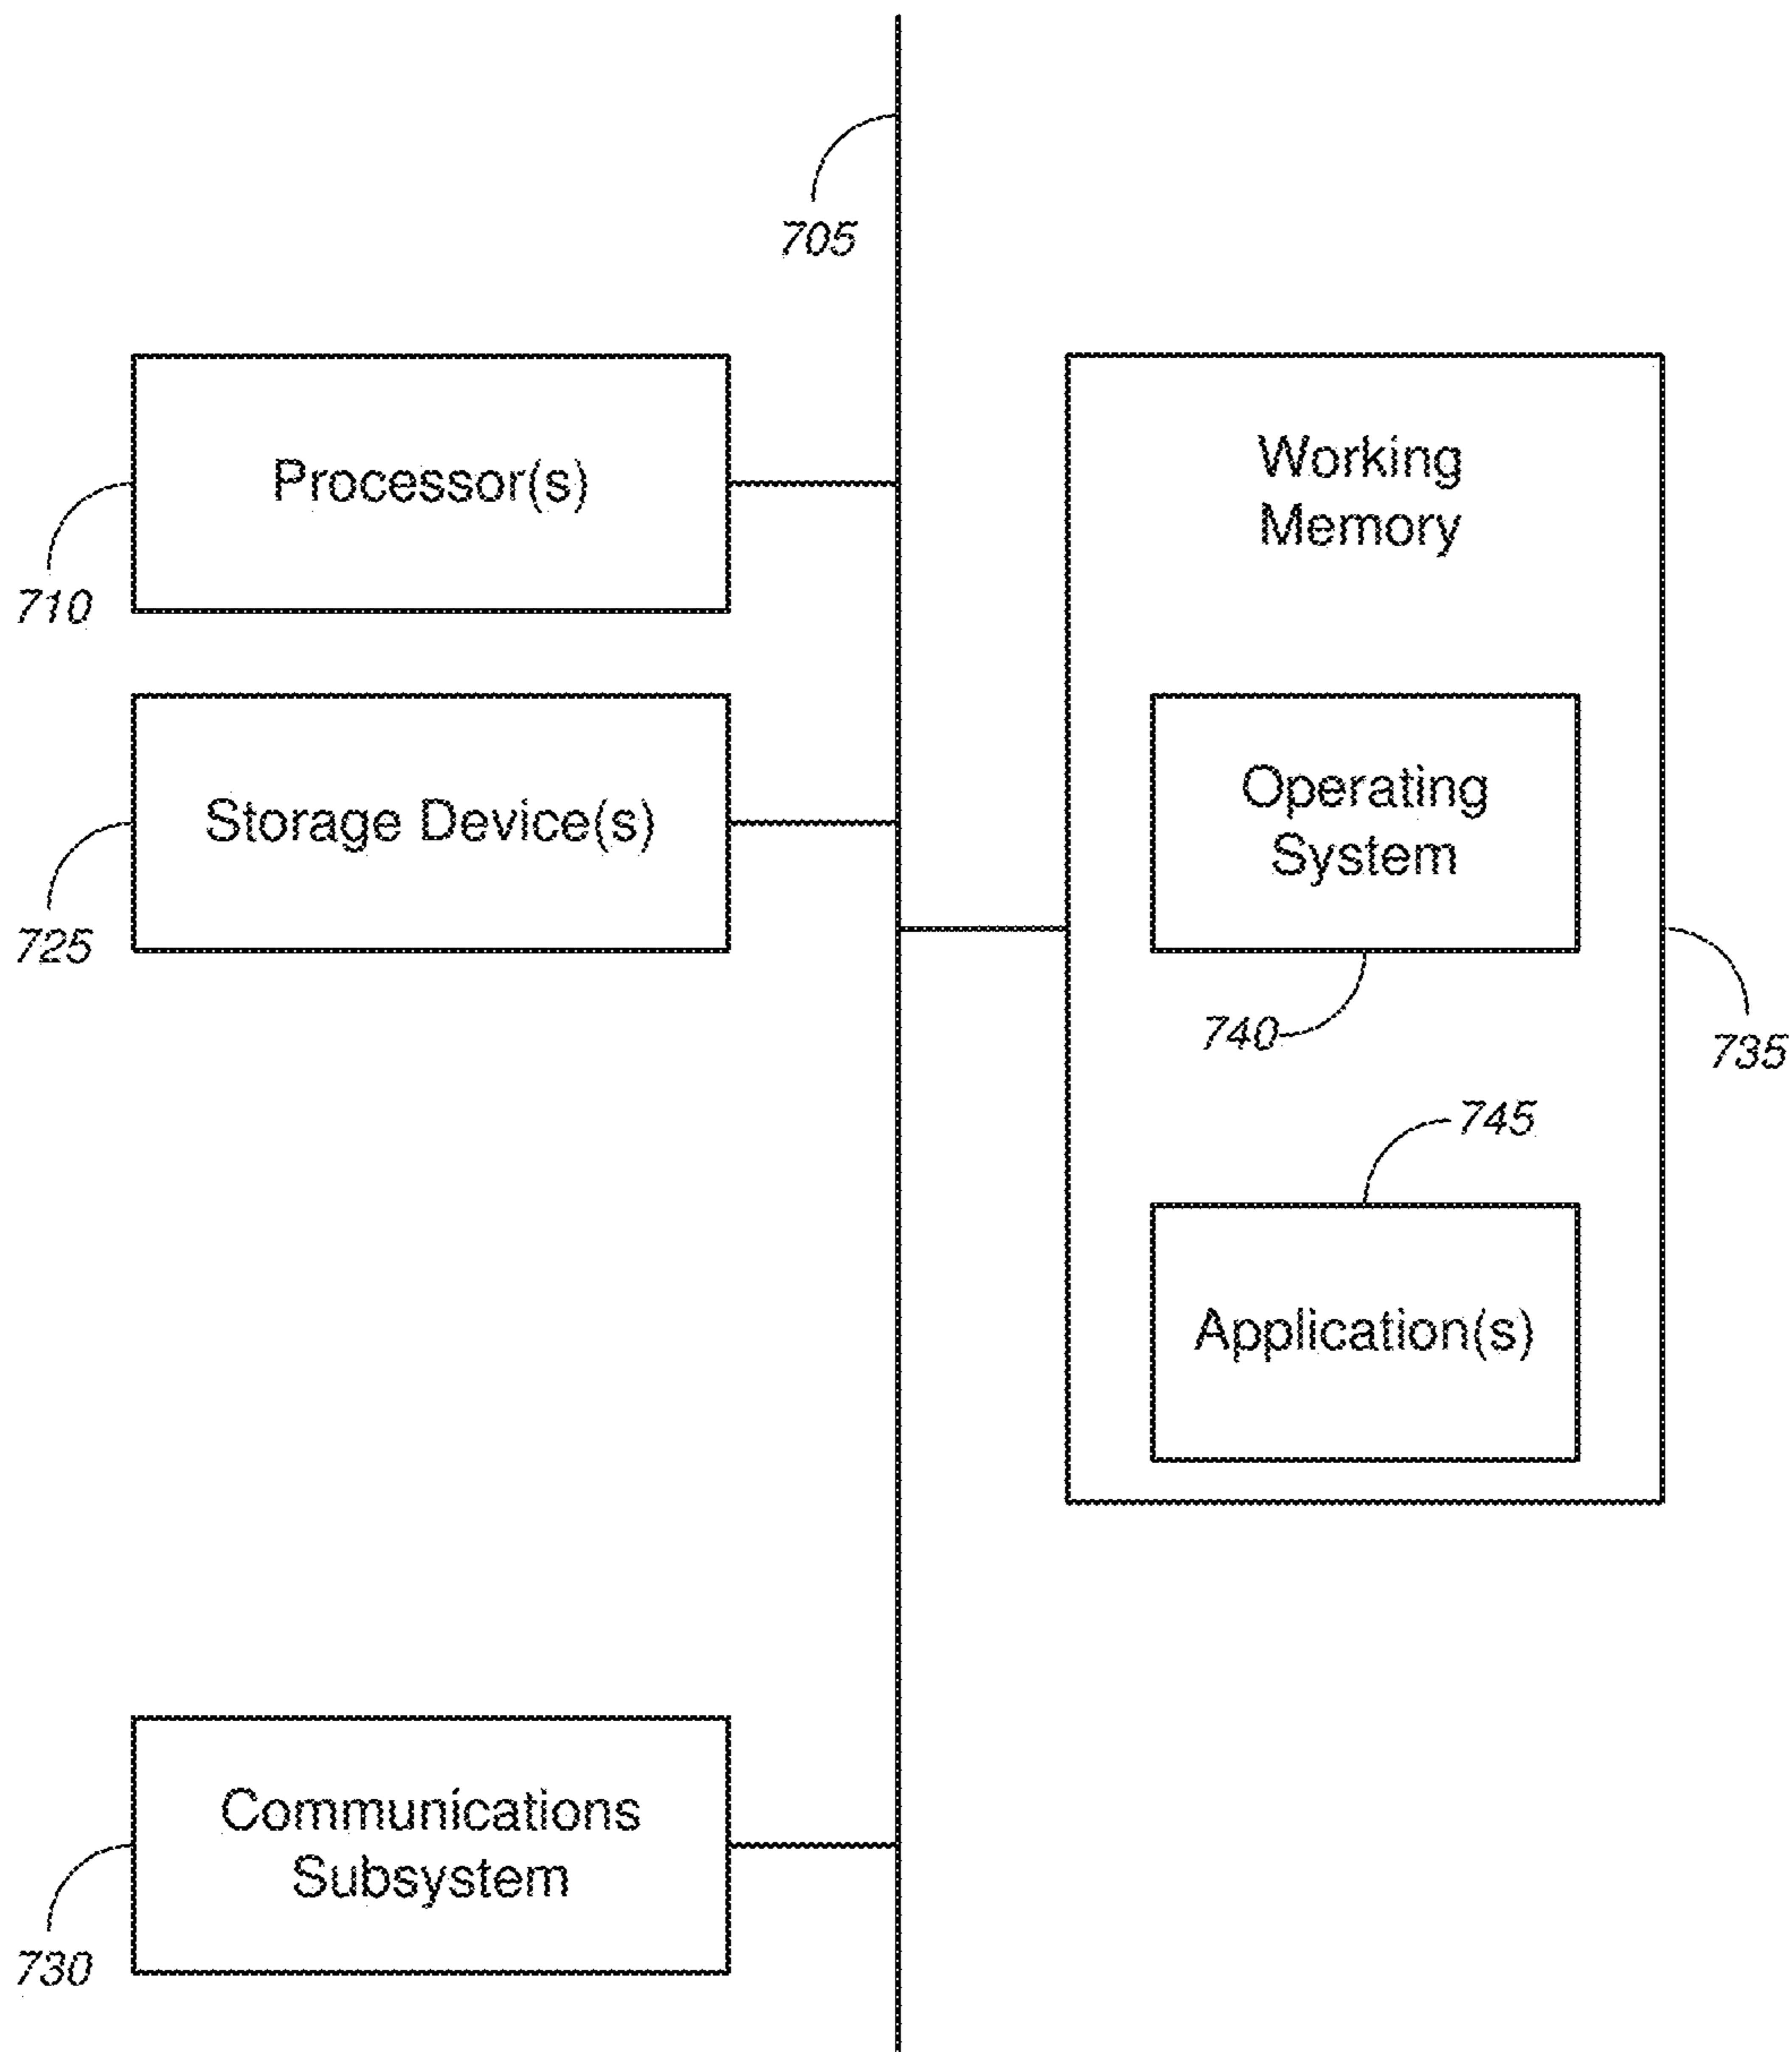 705
Processor(s)
710
Storage Device(s)
725
Working
Memory
Operating
System
740
735
745
Application(s)
Communications
Subsystem
730